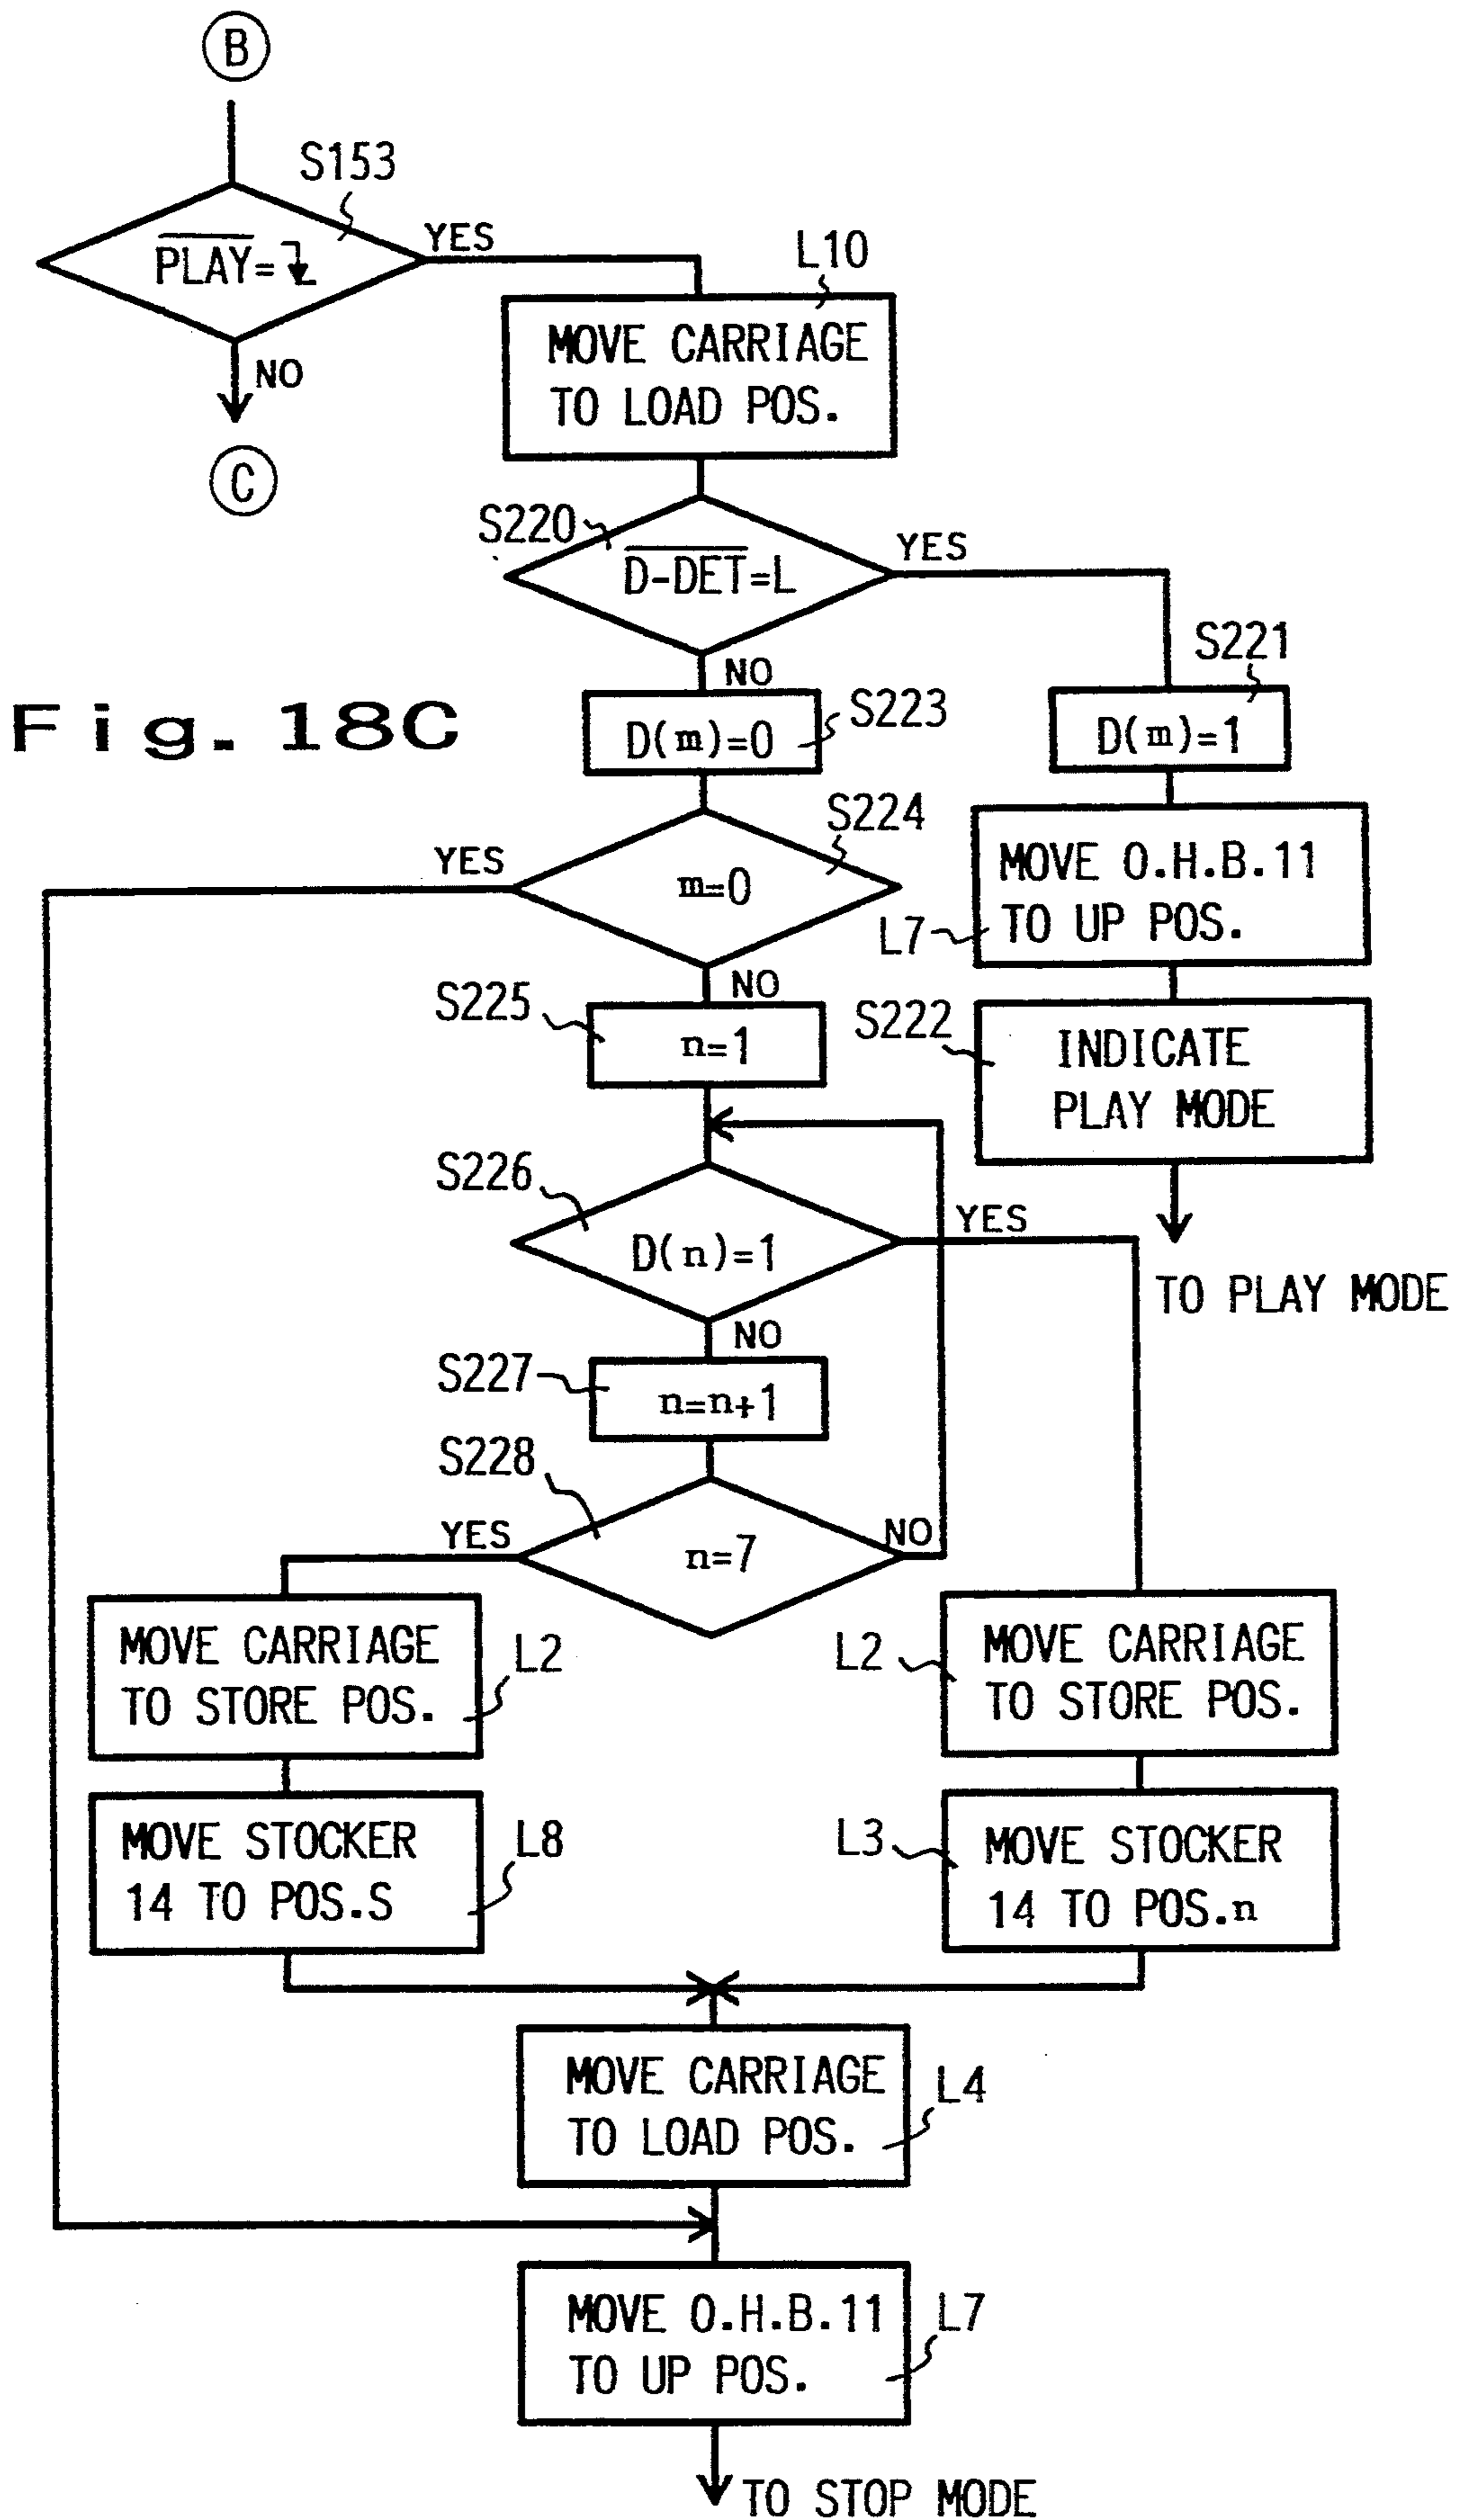 B
S153
PLAY=L
YES
NO
C
L10
MOVE CARRIAGE
TO LOAD POS.
S220
D-DET=L
YES
NO
S221
D(m)=1
Fig. 18C
D(m)=0
S223
S224
YES
m=0
NO
MOVE O.H.B.11
TO UP POS.
L7
S225
n=1
S222
INDICATE
PLAY MODE
TO PLAY MODE
S226
D(n)=1
YES
NO
S227
n=n+1
S228
YES
n=7
NO
MOVE CARRIAGE
TO STORE POS.
L2
L2
MOVE CARRIAGE
TO STORE POS.
MOVE STOCKER
14 TO POS.S
L8
L3
MOVE STOCKER
14 TO POS.n
MOVE CARRIAGE
TO LOAD POS.
L4
MOVE O.H.B.11
TO UP POS.
L7
TO STOP MODE